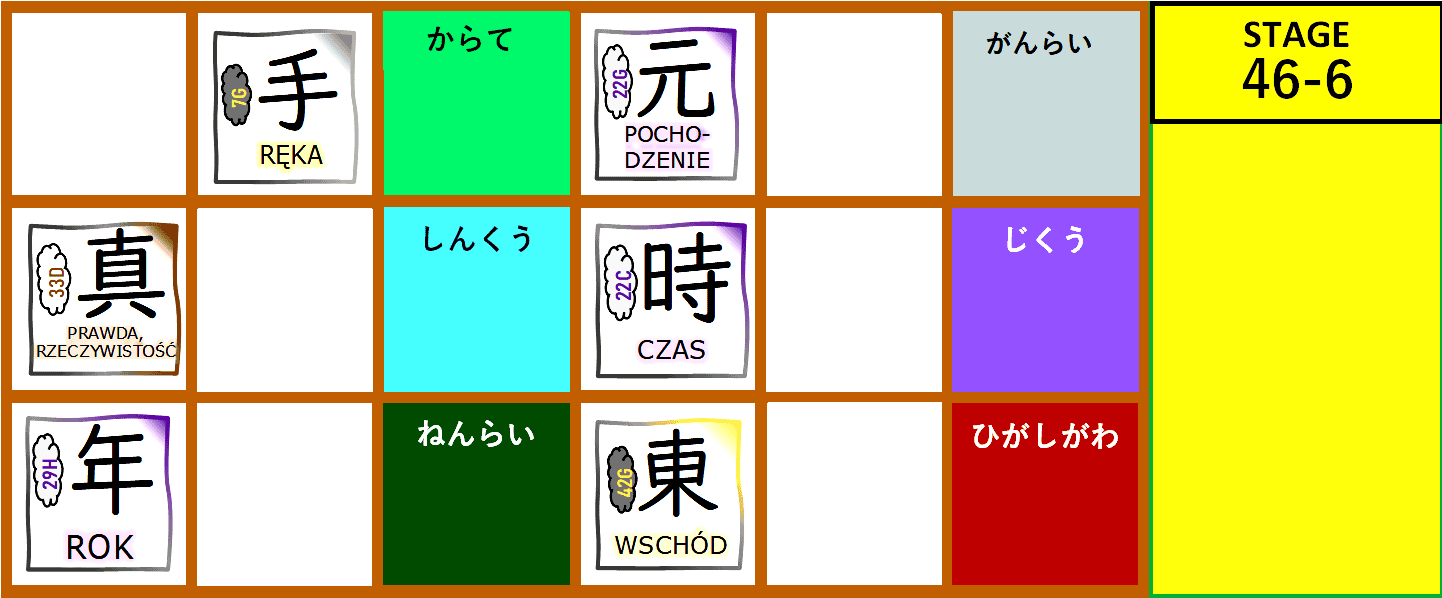 7G
手
RĘKA
からて
22G
元
POCHO-
DZENIE
がんらい
STAGE
46-6
33D
真
PRAWDA,
RZECZYWISTOŚĆ
しんくう
22C
時
CZAS
じくう
29H
年
ROK
ねんらい
42G
東
WSCHÓD
ひがしがわ